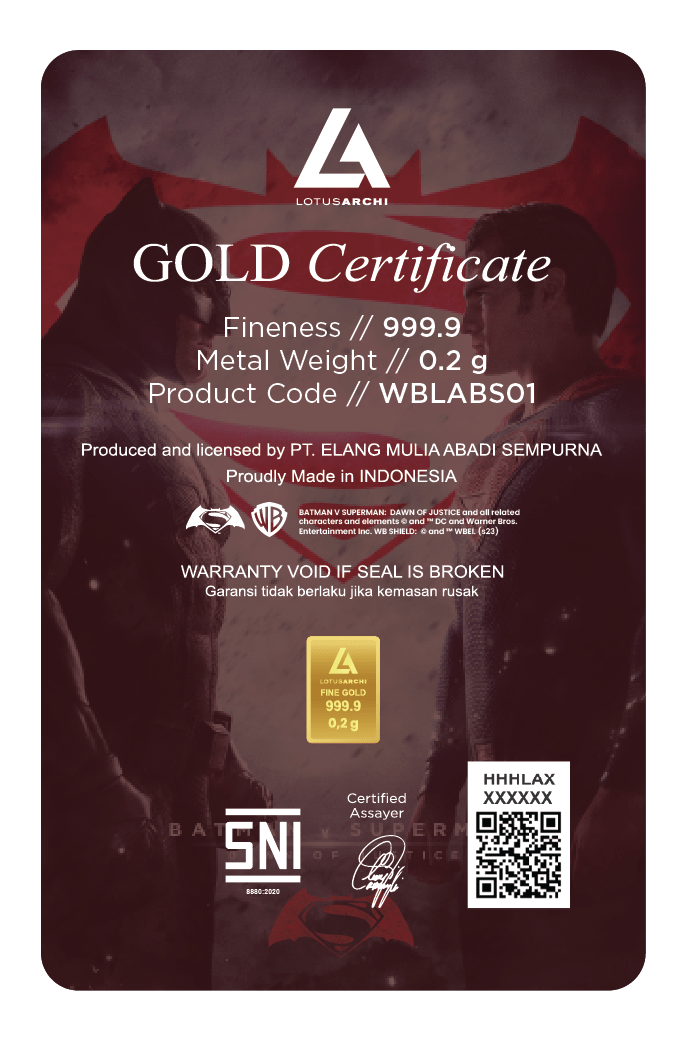 LOTUSARCHI
GOLD Certificate
Fineness // 999.9
Metal Weight // 0.2 g
Product Code // WBLABS01
Produced and licensed by PT. ELANG MULIA ABADI SEMPURNA
Proudly Made in INDONESIA
WB
BATMAN V SUPERMAN: DAWN OF JUSTICE and all related
characters and elements © and ™ DC and Warner Bros.
Entertainment Inc. WB SHIELD: © and ™ WBEI. (s23)
WARRANTY VOID IF SEAL IS BROKEN
Garansi tidak berlaku jika kemasan rusak
LOTUSARCHI
FINE GOLD
999.9
0,2 g
HHHLAX
XXXXXX
Certified
Assayer
SNI
8880:2020